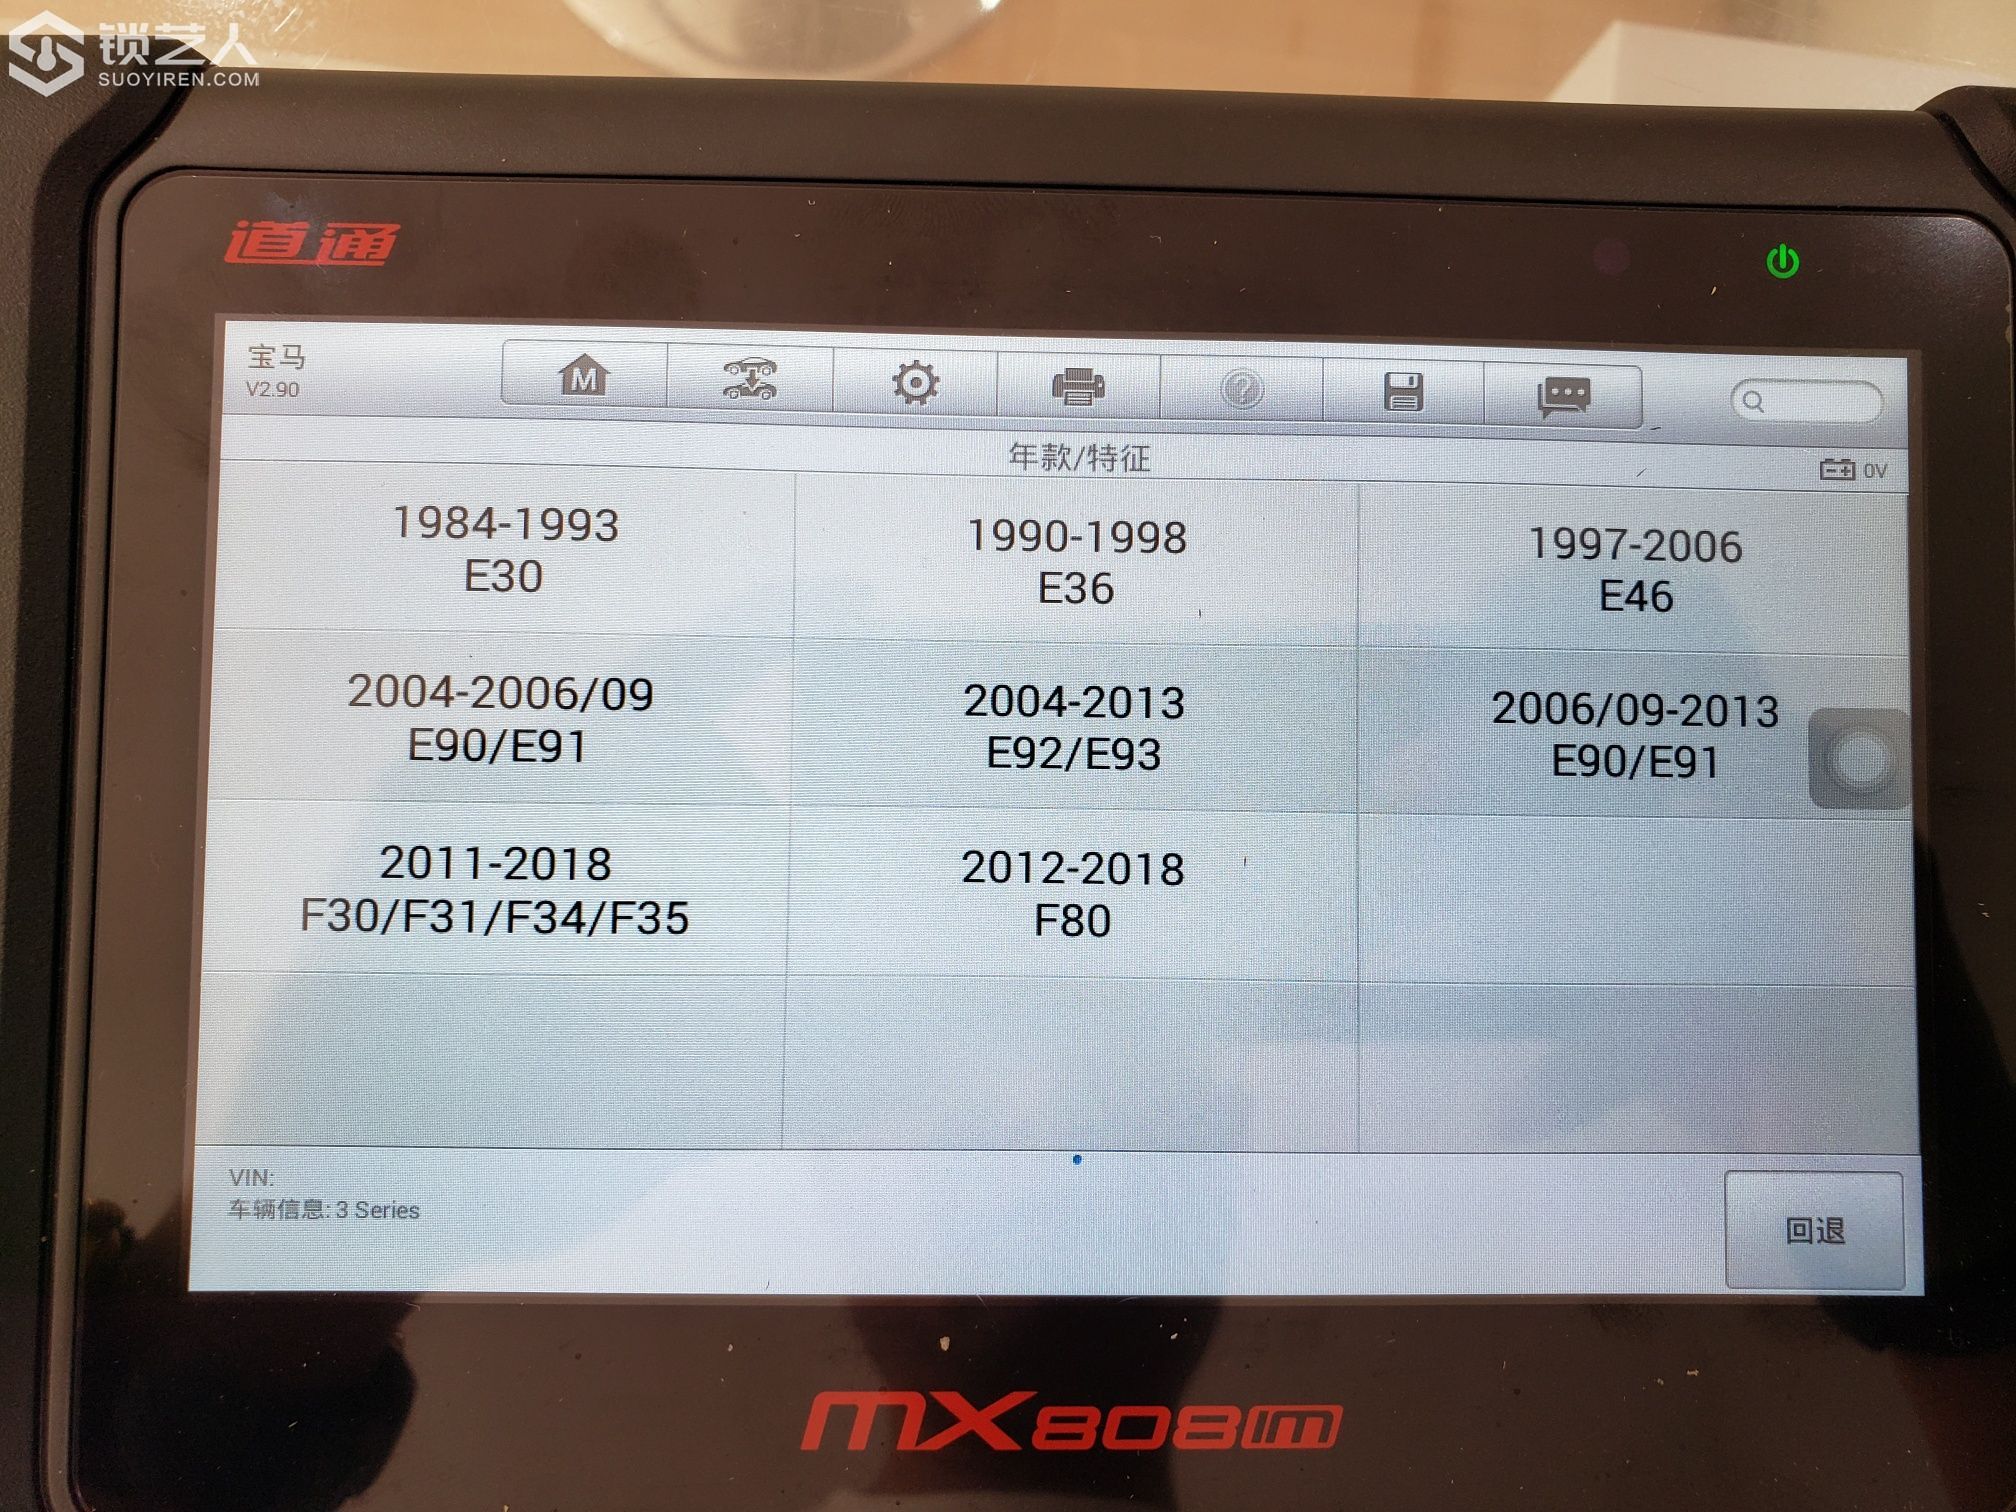 锁艺人
SUOYIREN.COM
道通
宝马
V2.90
M
年款/特征
0V
1984-1993
E30
1990-1998
E36
1997-2006
E46
2004-2006/09
E90/E91
2004-2013
E92/E93
2006/09-2013
E90/E91
2011-2018
F30/F31/F34/F35
2012-2018
F80
VIN:
车辆信息: 3 Series
回退
MX808IM